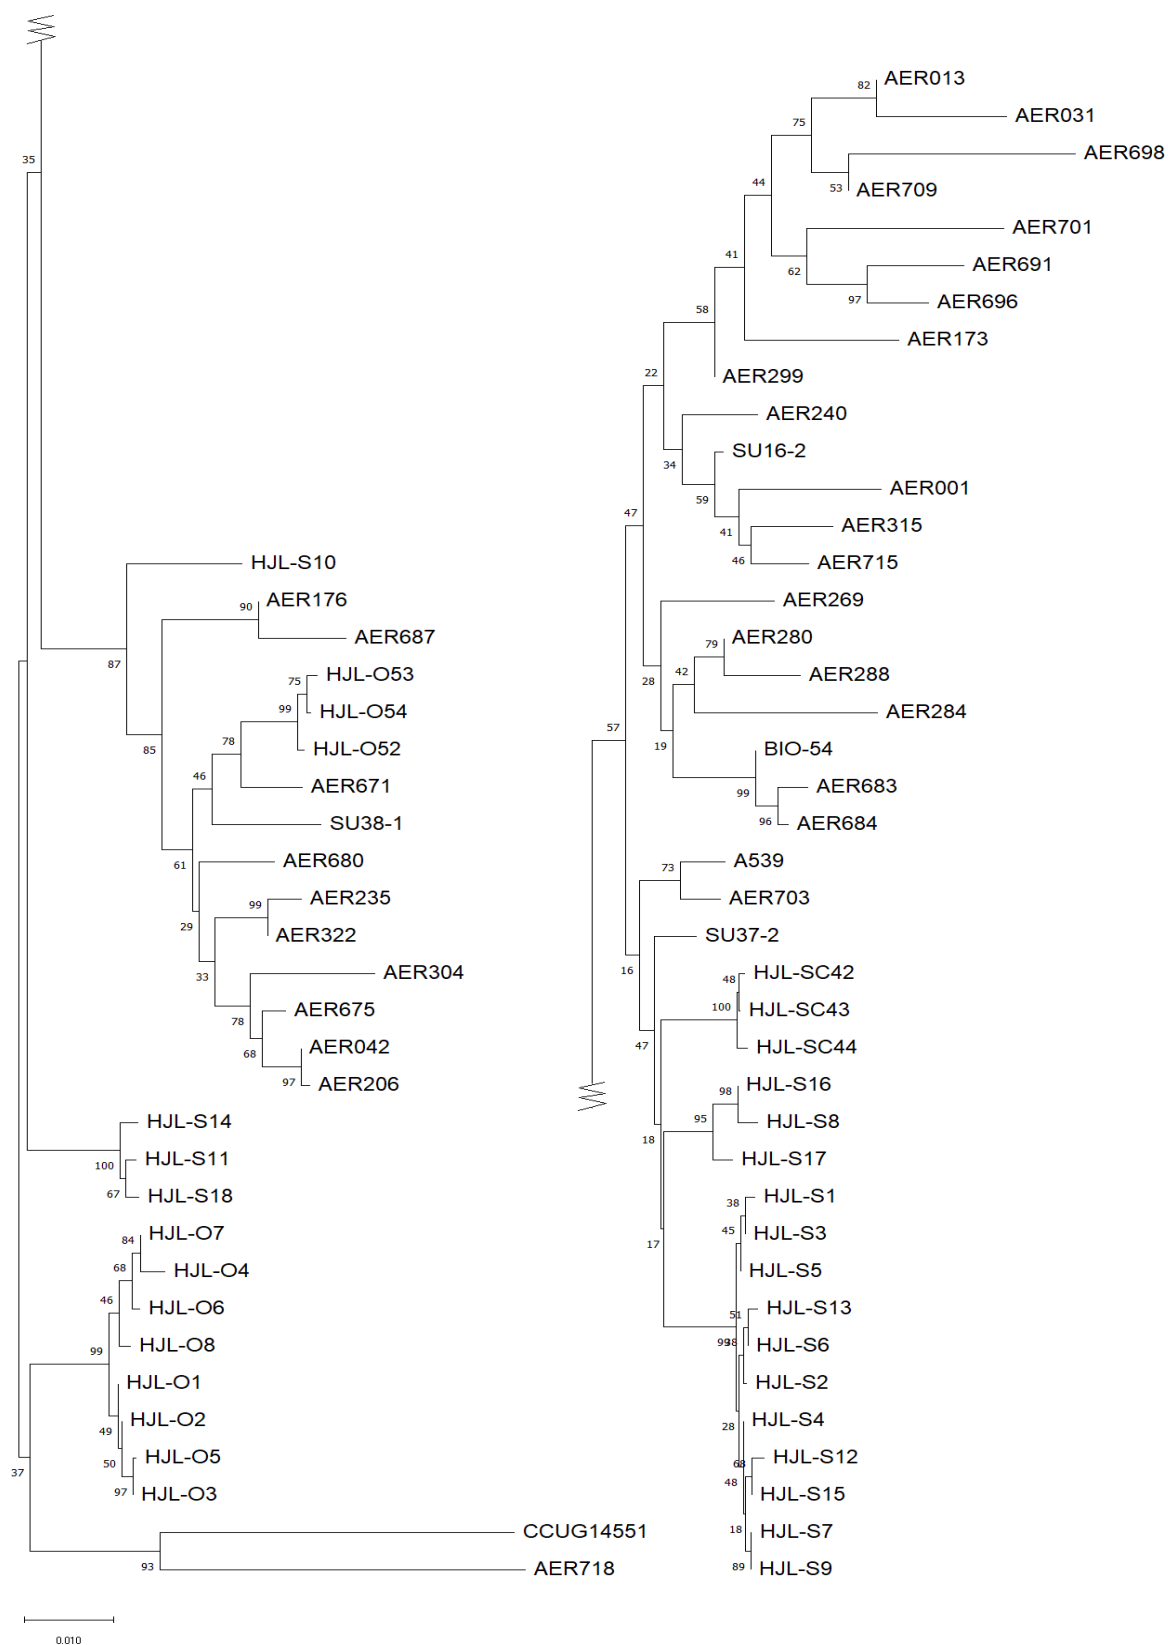 35
HJL-S10
AER176
90
AER687
87
HJL-O53
75
HJL-O54
99
HJL-O52
85
78
AER671
46
SU38-1
61
AER680
AER235
99
AER322
29
33
AER304
AER675
78
AER042
68
AER206
97
HJL-S14
HJL-S11
100
HJL-S18
67
HJL-O7
84
HJL-O4
68
HJL-O6
46
HJL-O8
99
HJL-O1
HJL-O2
49
HJL-O5
50
HJL-O3
97
37
CCUG14551
AER718
93
0.010
AER013
82
AER031
75
AER698
AER709
53
44
AER701
41
AER691
62
AER696
97
58
AER173
AER299
22
AER240
SU16-2
34
AER001
59
47
AER315
41
AER715
46
AER269
AER280
79
AER288
42
28
AER284
57
19
BIO-54
AER683
99
AER684
96
A539
73
AER703
SU37-2
16
HJL-SC42
48
HJL-SC43
100
HJL-SC44
47
HJL-S16
98
HJL-S8
95
18
HJL-S17
HJL-S1
38
HJL-S3
45
17
HJL-S5
HJL-S13
51
HJL-S6
99
38
HJL-S2
HJL-S4
28
HJL-S12
68
48
HJL-S15
18
HJL-S7
HJL-S9
89